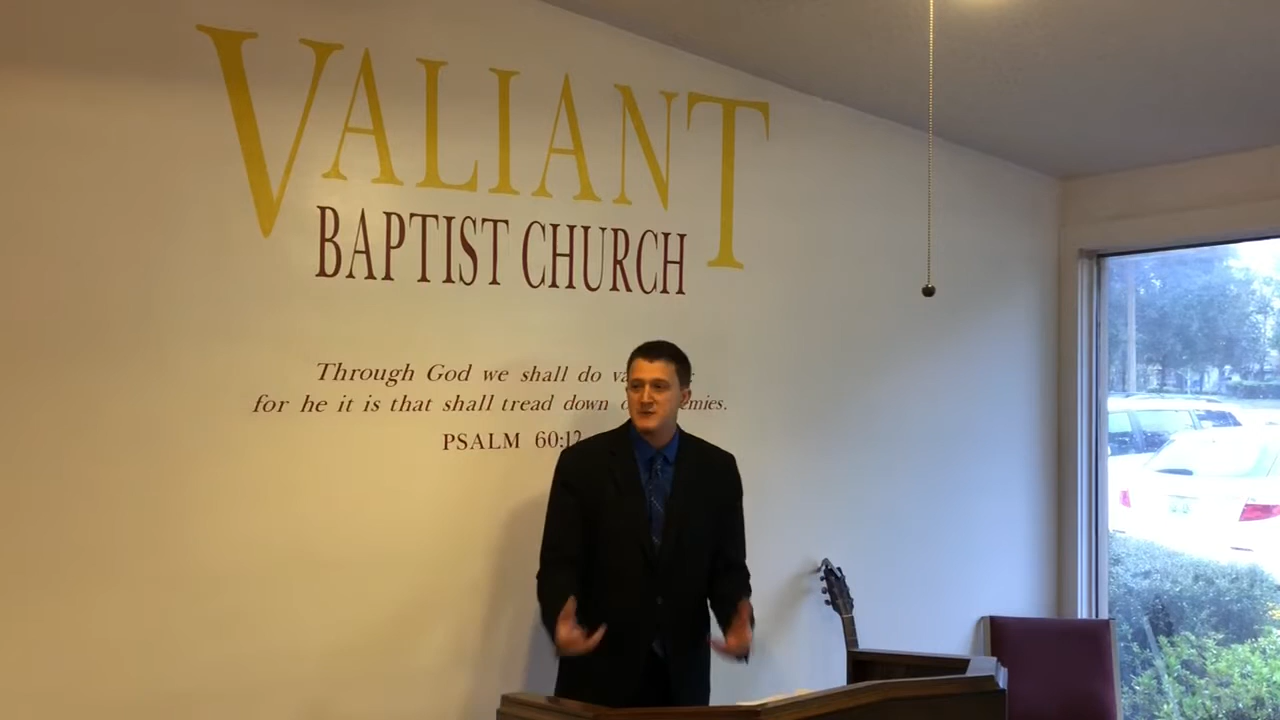 VALIANT
BAPTIST CHURCH
Through God we shall do
for he it is that shall tread down
PSALM 60:12